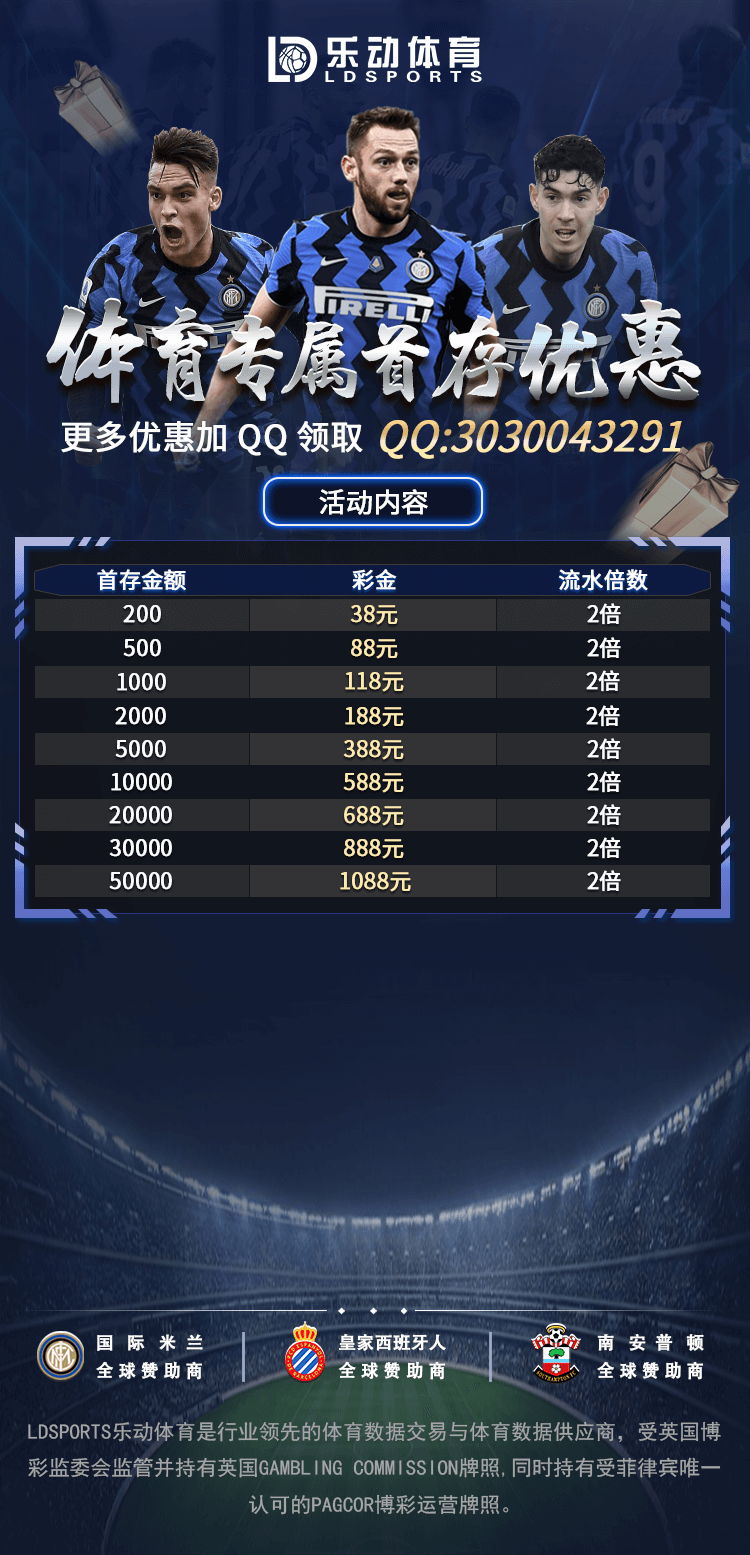 乐动体育
LDSPORTS
PIRELLI
体育专属首存优惠
更多优惠加 QQ 领取 QQ:3030043291
活动内容
首存金额 彩金 流水倍数
200 38元 2倍
500 88元 2倍
1000 118元 2倍
2000 188元 2倍
5000 388元 2倍
10000 588元 2倍
20000 688元 2倍
30000 888元 2倍
50000 1088元 2倍
国际米兰 皇家西班牙人 南安普顿
全球赞助商 全球赞助商 全球赞助商
LDSPORTS乐动体育是行业领先的体育数据交易与体育数据供应商，受英国博
彩监委会监管并持有英国GAMBLING COMMISSION牌照,同时持有受菲律宾唯一
认可的PAGCOR博彩运营牌照。